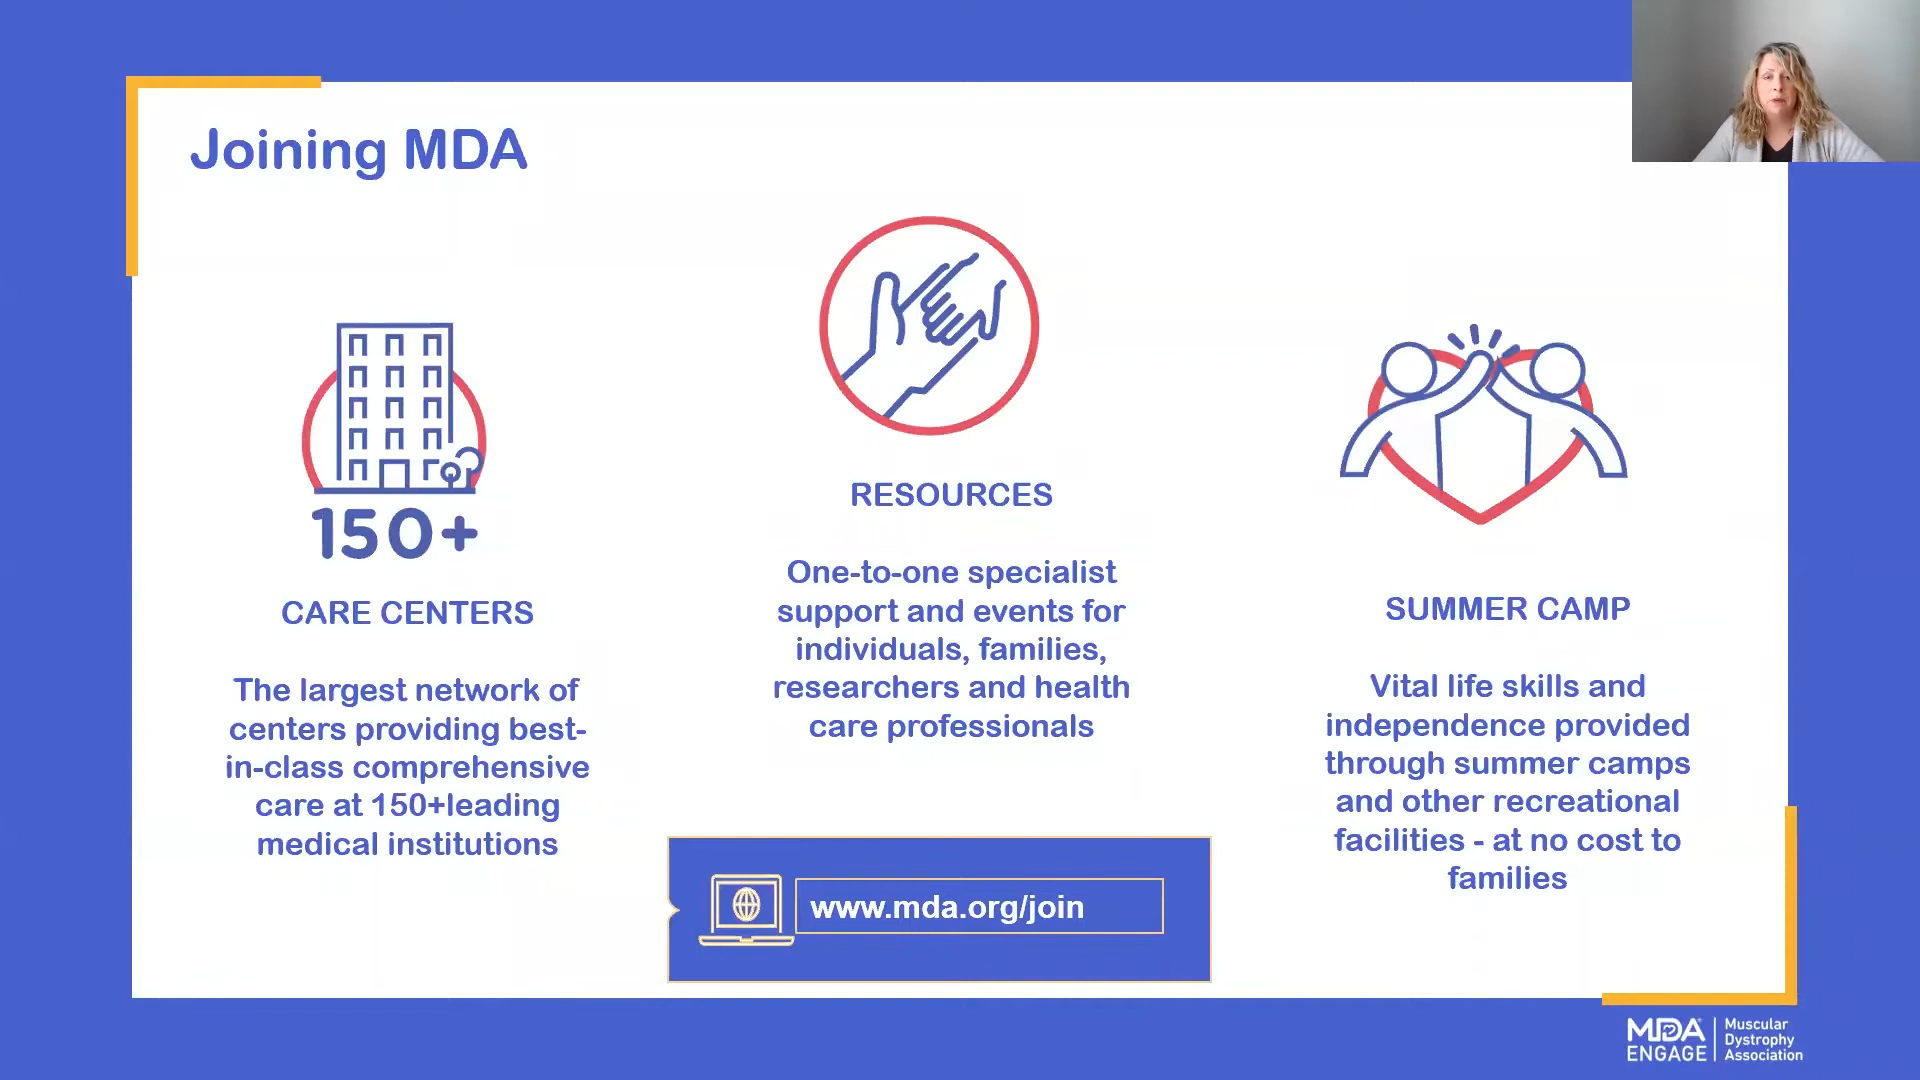 Joining MDA
150+
CARE CENTERS
The largest network of
centers providing best-
in-class comprehensive
care at 150+leading
medical institutions
RESOURCES
One-to-one specialist
support and events for
individuals, families,
researchers and health
care professionals
SUMMER CAMP
Vital life skills and
independence provided
through summer camps
and other recreational
facilities - at no cost to
families
www.mda.org/join
MDA
ENGAGE
Muscular
Dystrophy
Association